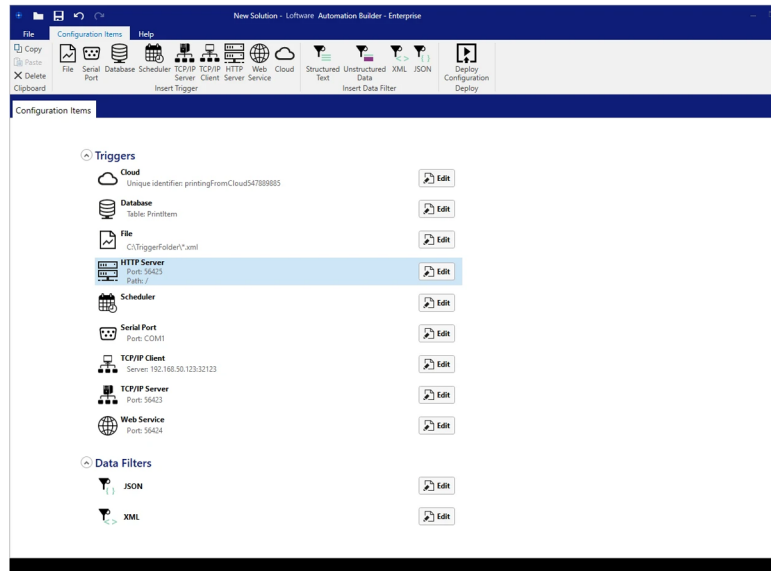 New Solution - Loftware Automation Builder - Enterprise
File Configuration Items Help
Copy
Paste
Delete
Clipboard
File Serial Port Database Scheduler TCP/IP Server TCP/IP Client HTTP Server Web Service Cloud
Insert Trigger
Structured Text Unstructured Data XML JSON
Insert Data Filter
Deploy Configuration
Deploy
Configuration Items
Triggers
Cloud
Unique identifier: printingFromCloud547889885
Edit
Database
Table: PrintItem
Edit
File
C:\TriggerFolder\*.xml
Edit
HTTP Server
Port: 56425
Path: /
Edit
Scheduler
Edit
Serial Port
Port: COM1
Edit
TCP/IP Client
Server: 192.168.50.123:32123
Edit
TCP/IP Server
Port: 56423
Edit
Web Service
Port: 56424
Edit
Data Filters
JSON
Edit
XML
Edit